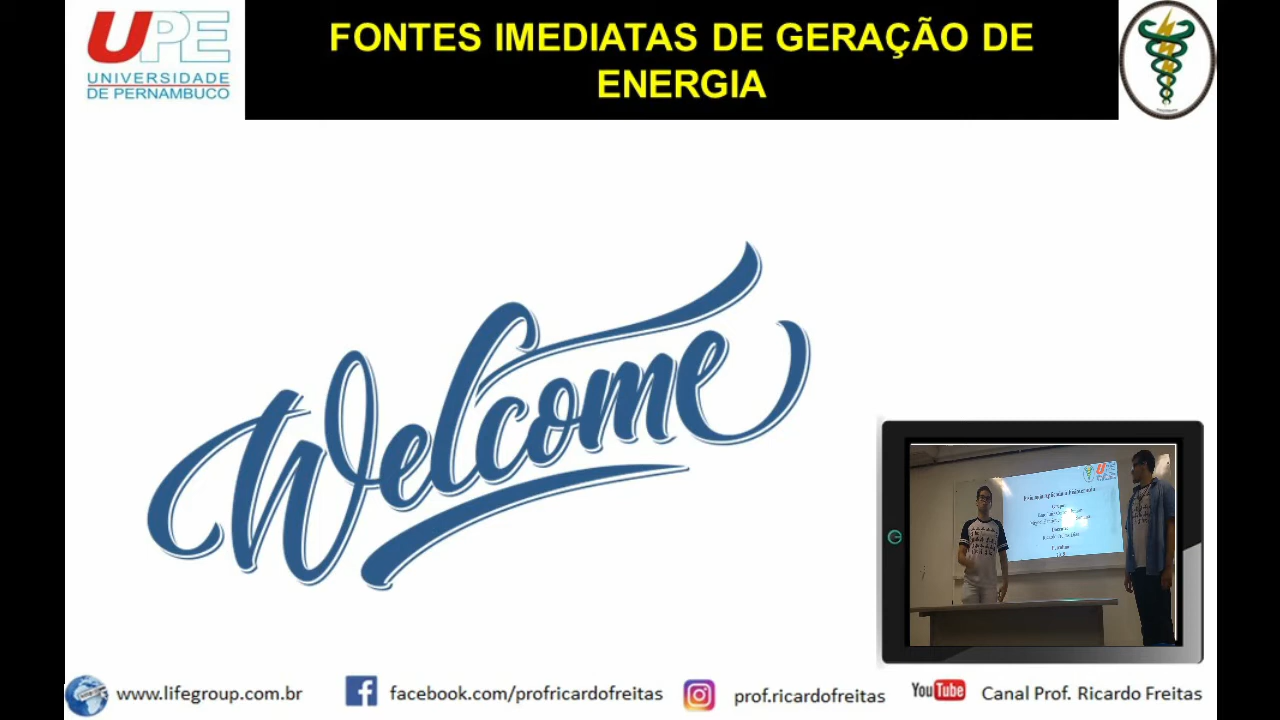 UPE
UNIVERSIDADE
DE PERNAMBUCO
FONTES IMEDIATAS DE GERAÇÃO DE
ENERGIA
Welcome
www.lifegroup.com.br
facebook.com/profricardofreitas
prof.ricardofreitas
YouTube Canal Prof. Ricardo Freitas